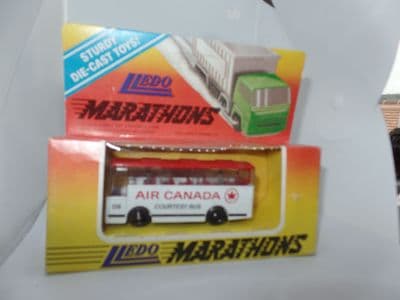 STURDY
DIE-CAST TOYS!
LLEDO
MARATHONS
AIR CANADA
COURTESY BUS
LLEDO
MARATHONS